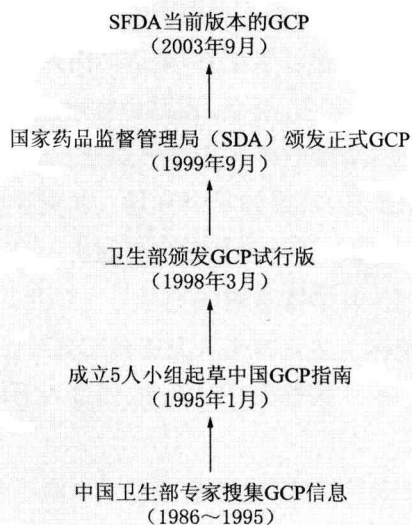 SFDA当前版本的GCP
（2003年9月）
国家药品监督管理局（SDA）颁发正式GCP
（1999年9月）
卫生部颁发GCP试行版
（1998年3月）
成立5人小组起草中国GCP指南
（1995年1月）
中国卫生部专家搜集GCP信息
（1986～1995）